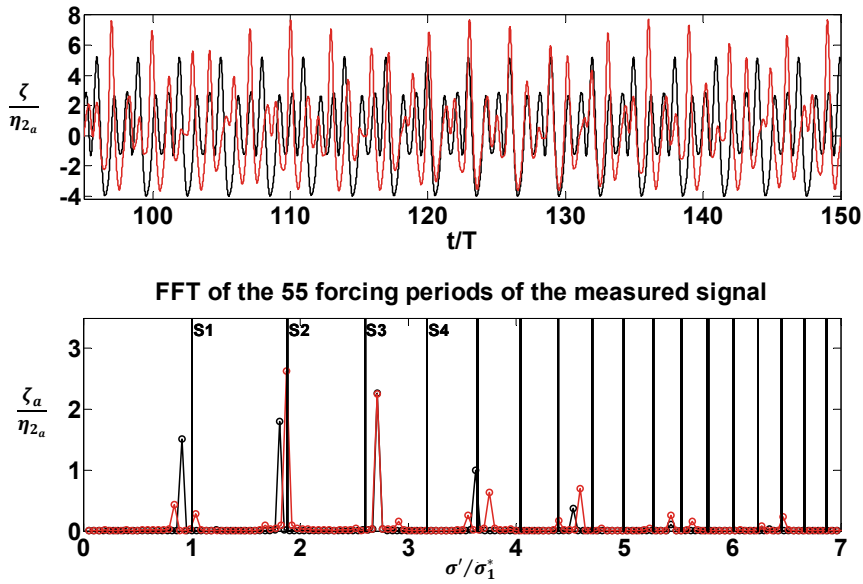 8
6
4
2
0
-2
-4
ζ
η2a
100 110 120 130 140 150
t/T
FFT of the 55 forcing periods of the measured signal
S1 S2 S3 S4
3
2
1
0
ζa
η2a
0 1 2 3 4 5 6 7
σ′/σ1*